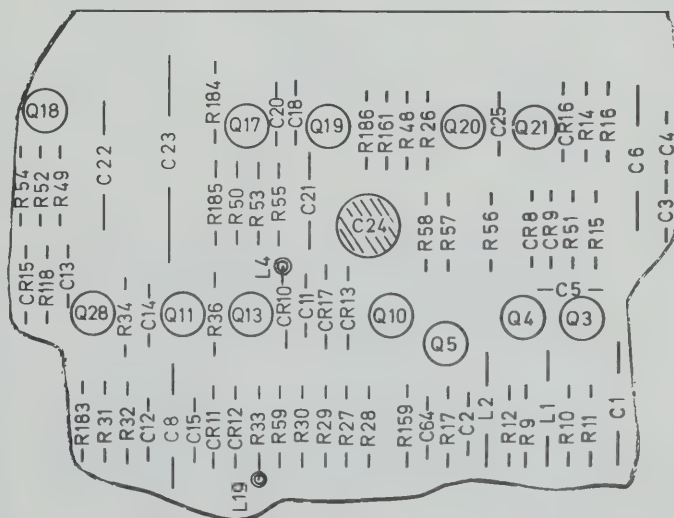 Q18
R54
R52
R49
C22
C23
R184
Q17
C20
C18
Q19
R186
R161
R48
R26
Q20
C25
Q21
CR16
R14
R16
C6
C4
C3
R185
R50
R53
R55
C21
C24
R58
R57
R56
CR8
CR9
R51
R15
CR15
R118
C13
L4
C5
Q28
R34
C14
Q11
R36
Q13
CR10
C11
CR17
CR13
Q10
Q5
Q4
Q3
R183
R31
R32
C12
C8
C15
CR11
CR12
R33
R59
R30
R29
R27
R28
R159
C64
R17
C2
L2
R12
R9
L1
R10
R11
C1
L19